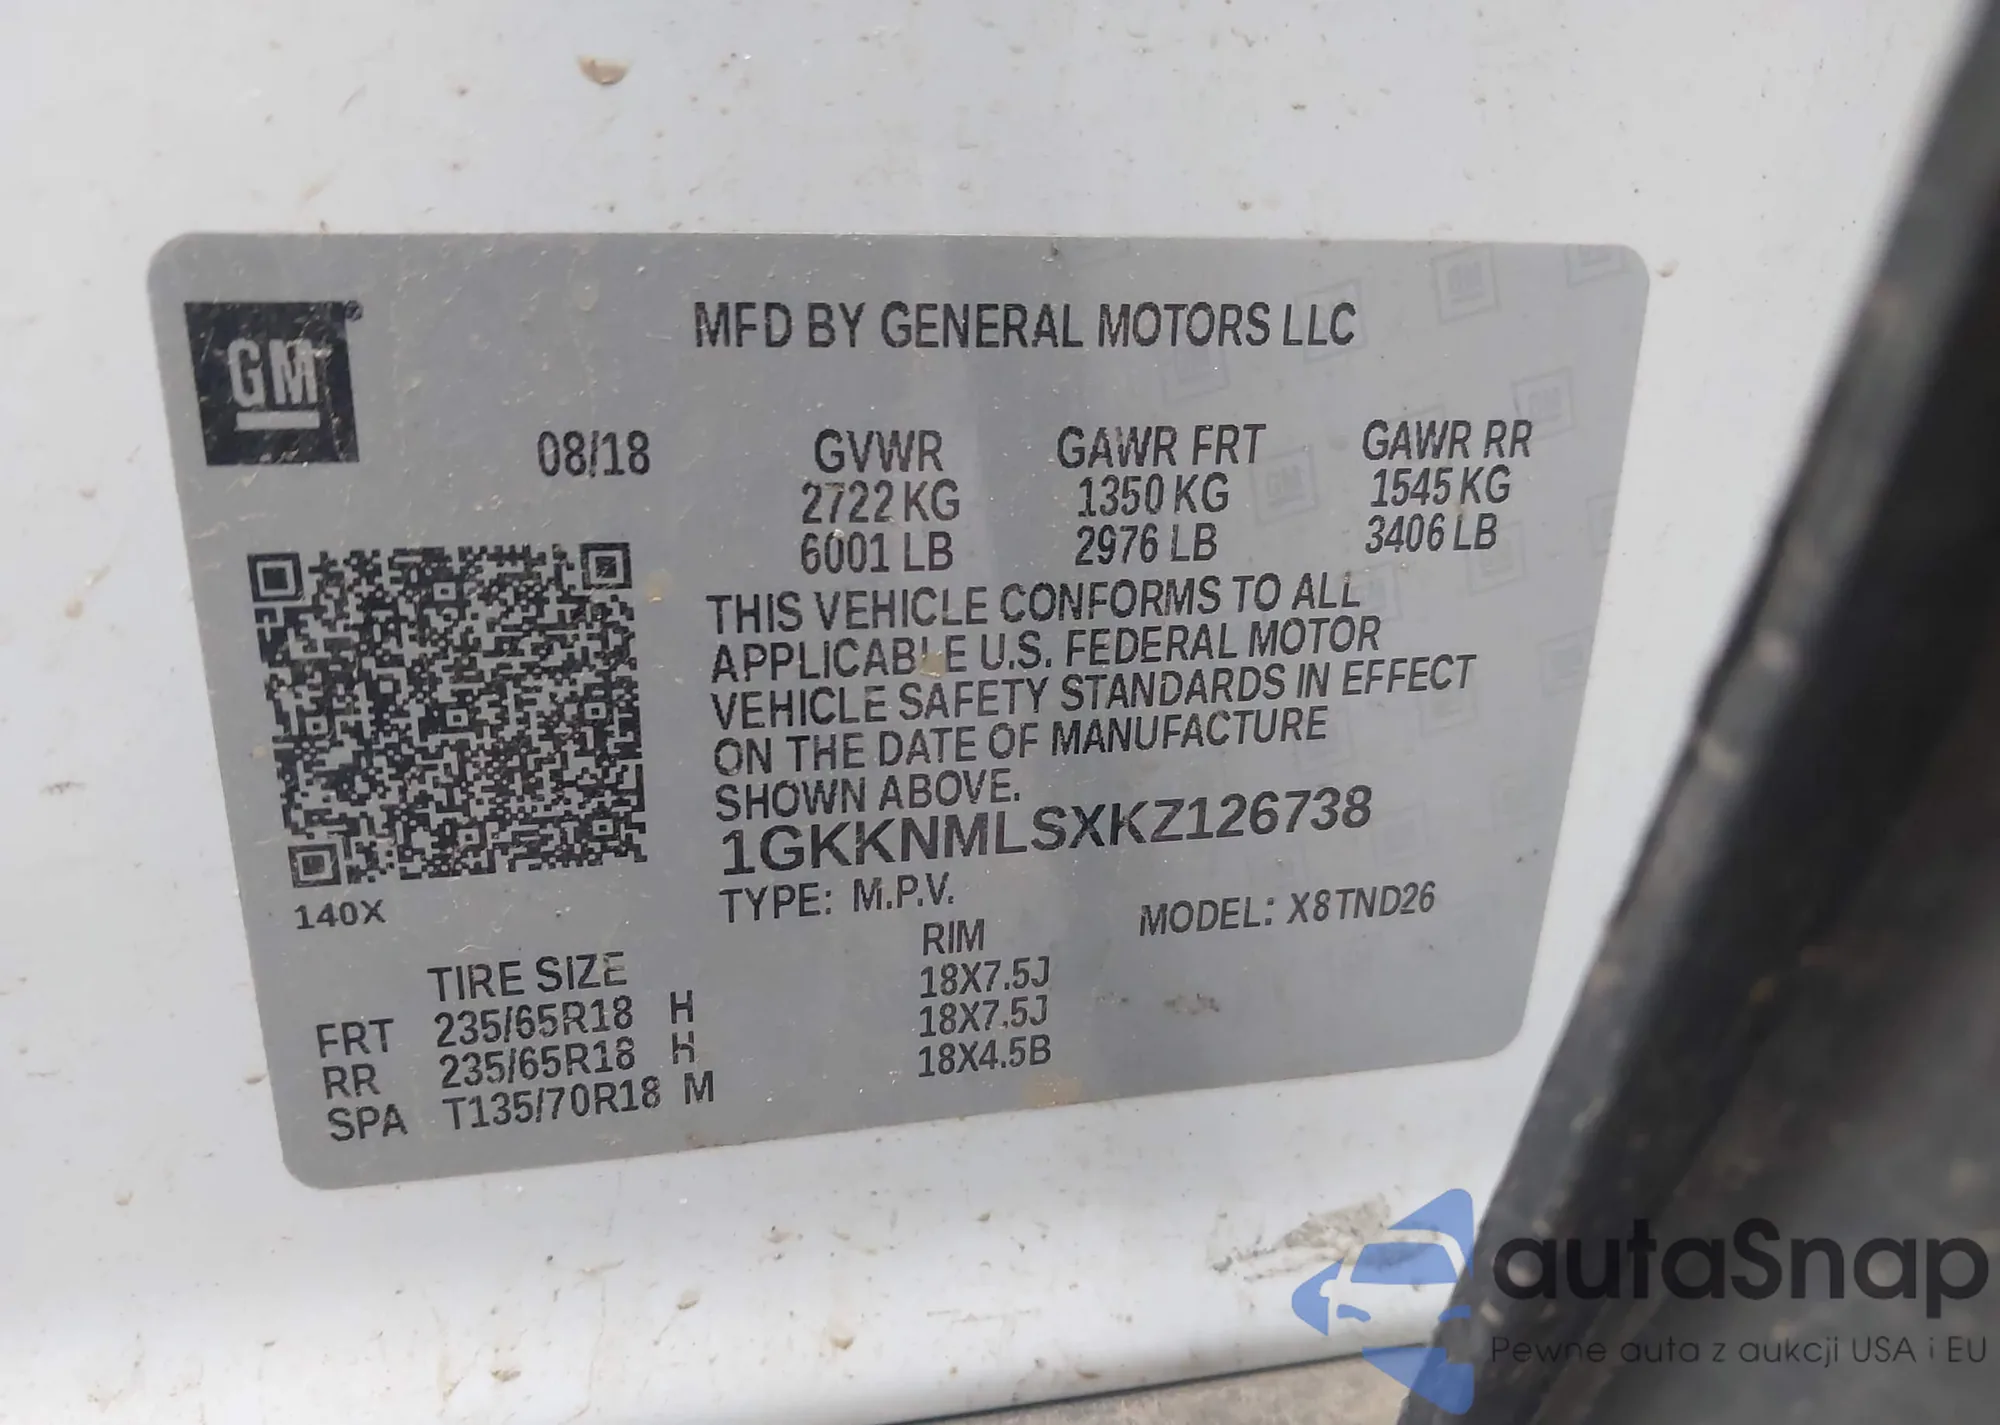 GM
MFD BY GENERAL MOTORS LLC
08/18
GVWR GAWR FRT GAWR RR
2722 KG 1350 KG 1545 KG
6001 LB 2976 LB 3406 LB
THIS VEHICLE CONFORMS TO ALL
APPLICABLE U.S. FEDERAL MOTOR
VEHICLE SAFETY STANDARDS IN EFFECT
ON THE DATE OF MANUFACTURE
SHOWN ABOVE.
1GKKNMLSXKZ126738
TYPE: M.P.V. MODEL: X8TND26
140X
TIRE SIZE RIM
FRT 235/65R18 H 18X7.5J
RR 235/65R18 H 18X7.5J
SPA T135/70R18 M 18X4.5B
autaSnap
Pewne auta z aukcji USA i EU